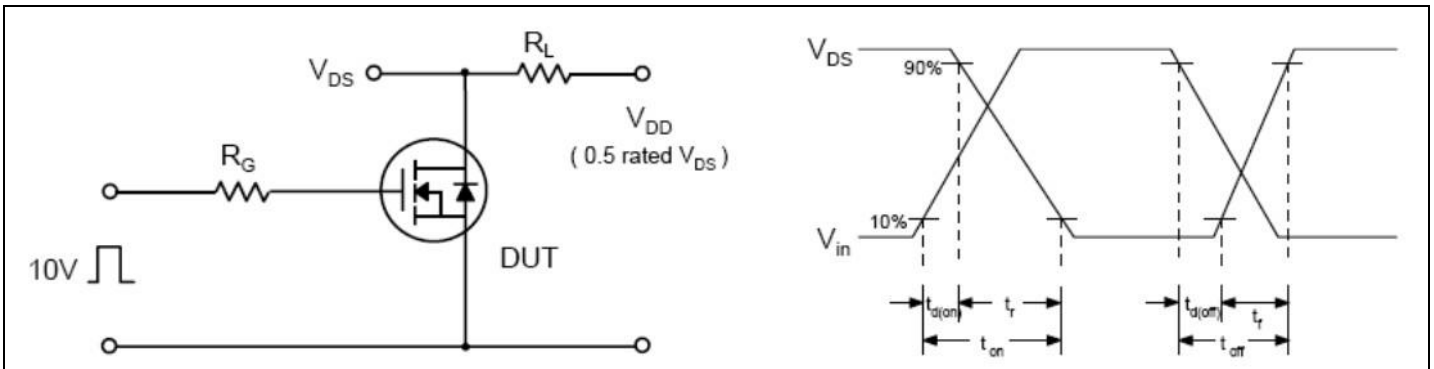 R_L
V_DS
V_DD
( 0.5 rated V_DS )
R_G
DUT
10V
V_DS
90%
10%
V_in
t_d(on)
t_r
t_on
t_d(off)
t_f
t_off